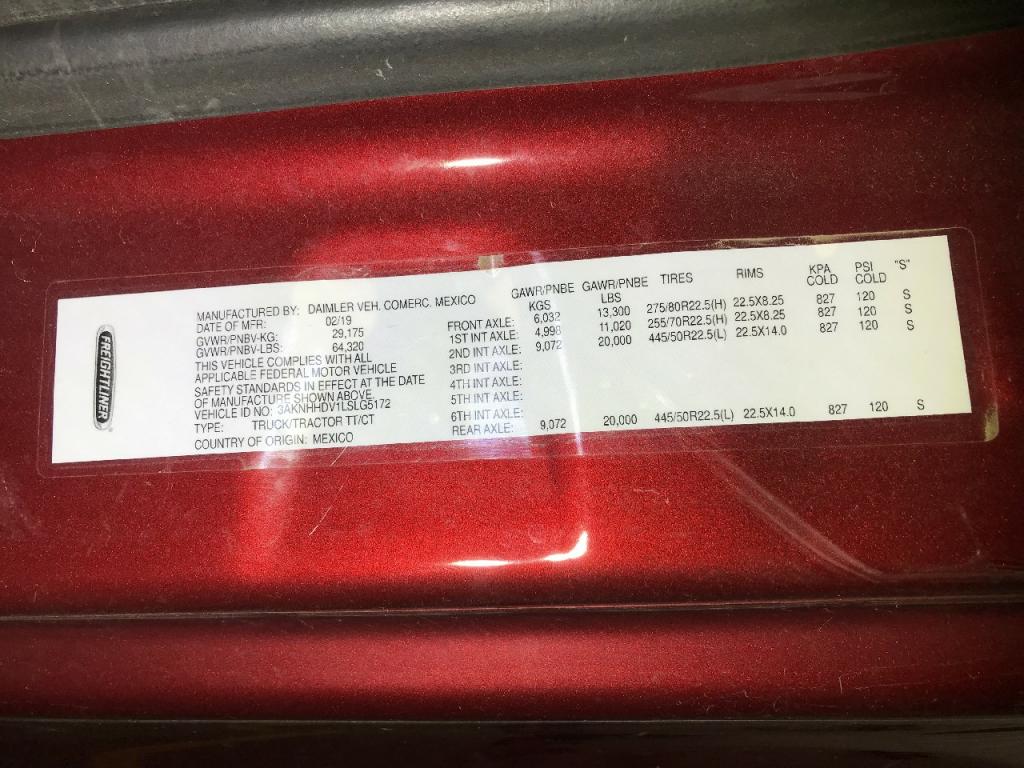 FREIGHTLINER
MANUFACTURED BY: DAIMLER VEH. COMERC. MEXICO
DATE OF MFR: 02/19
GVWR/PNBV-KG: 29,175
GVWR/PNBV-LBS: 64,320
THIS VEHICLE COMPLIES WITH ALL
APPLICABLE FEDERAL MOTOR VEHICLE
SAFETY STANDARDS IN EFFECT AT THE DATE
OF MANUFACTURE SHOWN ABOVE.
VEHICLE ID NO: 3AKNHHDV1LSLG5172
TYPE: TRUCK/TRACTOR TT/CT
COUNTRY OF ORIGIN: MEXICO
GAWR/PNBE GAWR/PNBE TIRES RIMS KPA PSI "S"
KGS LBS COLD COLD
FRONT AXLE: 6,032 13,300 275/80R22.5(H) 22.5X8.25 827 120 S
1ST INT AXLE: 4,998 11,020 255/70R22.5(H) 22.5X8.25 827 120 S
2ND INT AXLE: 9,072 20,000 445/50R22.5(L) 22.5X14.0 827 120 S
3RD INT AXLE:
4TH INT AXLE:
5TH INT AXLE:
6TH INT AXLE:
REAR AXLE: 9,072 20,000 445/50R22.5(L) 22.5X14.0 827 120 S